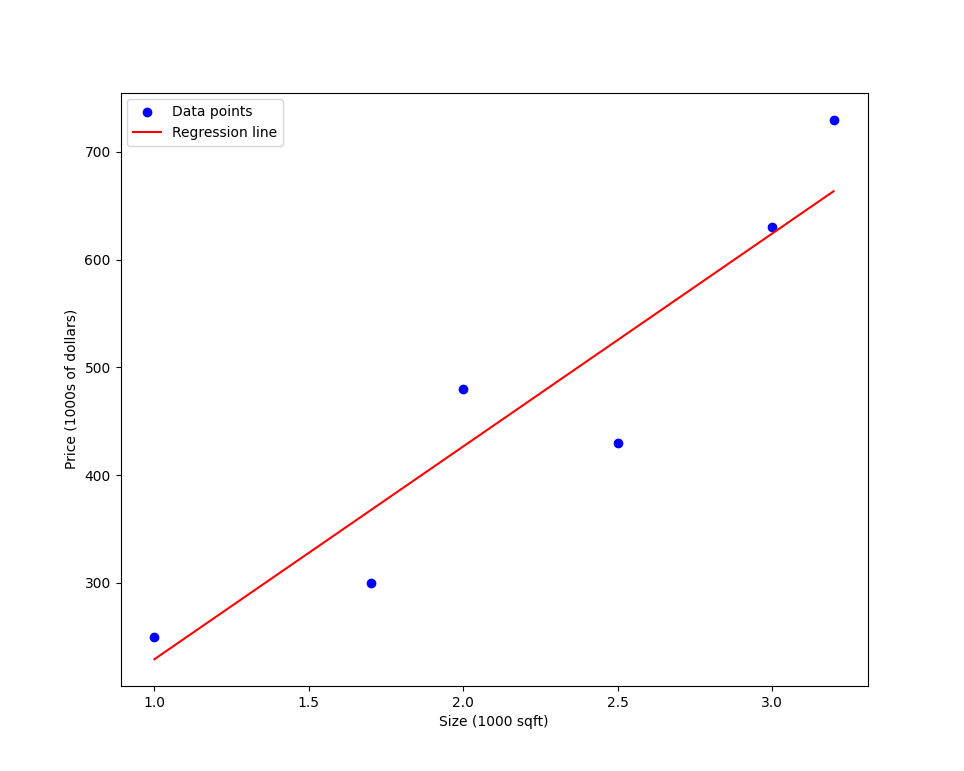 Data points
Regression line
700
600
500
400
300
Price (1000s of dollars)
1.0 1.5 2.0 2.5 3.0
Size (1000 sqft)